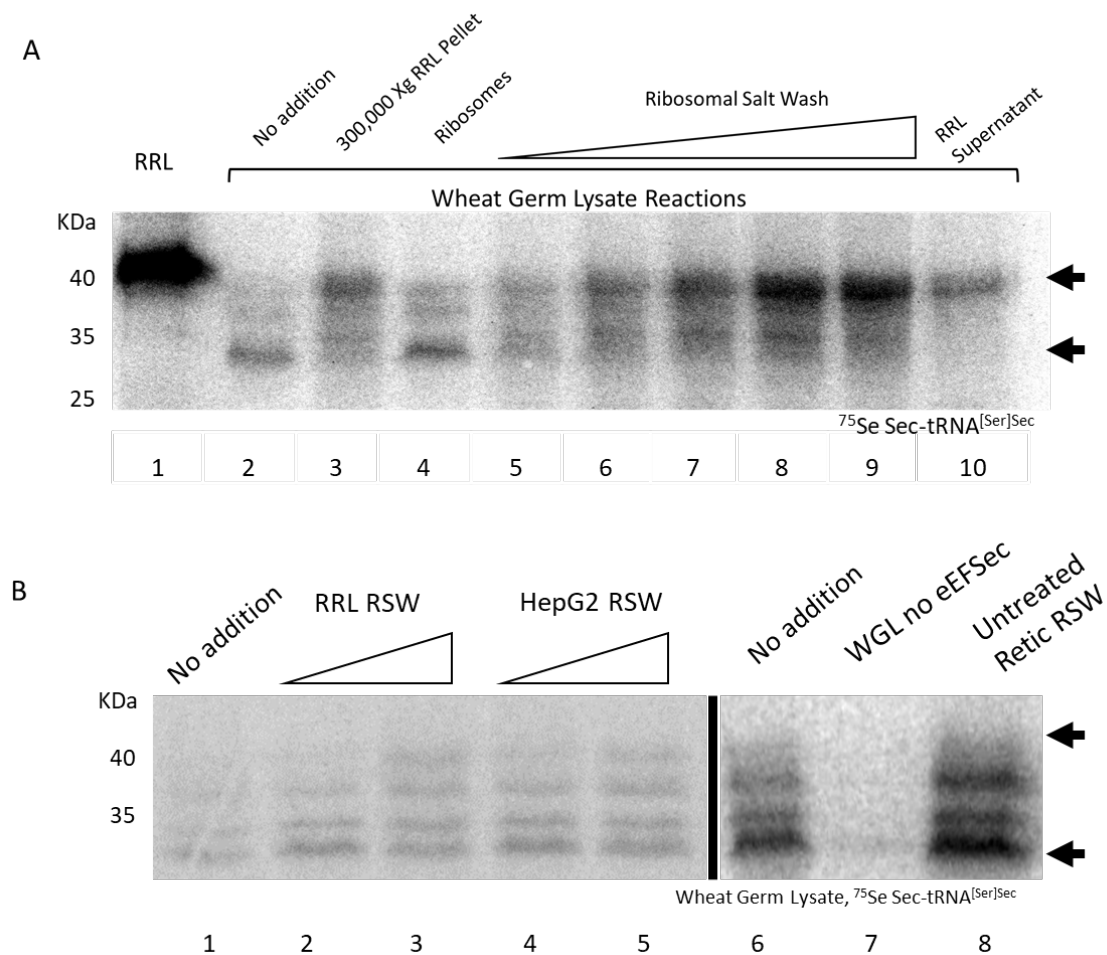 A
No addition
300,000 Xg RRL Pellet
Ribosomes
Ribosomal Salt Wash
RRL
Supernatant
RRL
Wheat Germ Lysate Reactions
KDa
40
35
25
75Se Sec-tRNA[Ser]Sec
1 2 3 4 5 6 7 8 9 10
B
No addition
RRL RSW
HepG2 RSW
No addition
WGL no eEFSec
Untreated
Retic RSW
KDa
40
35
Wheat Germ Lysate, 75Se Sec-tRNA[Ser]Sec
1 2 3 4 5 6 7 8